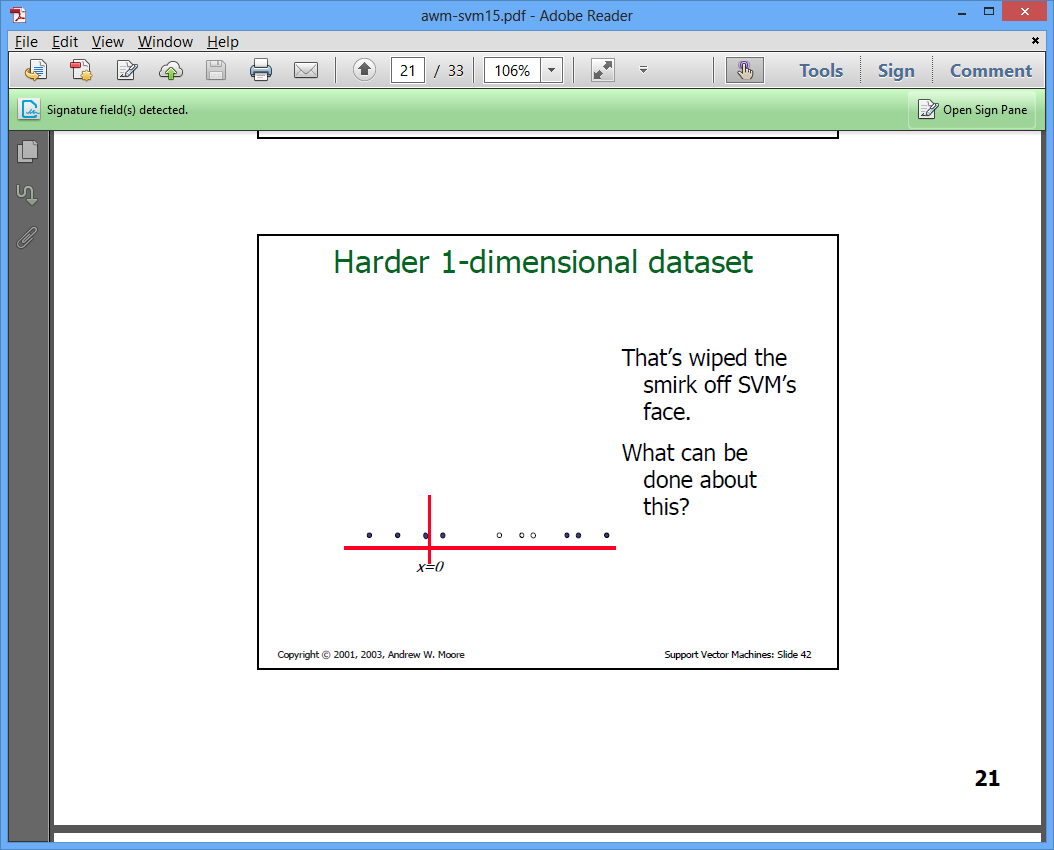 awm-svm15.pdf - Adobe Reader
File Edit View Window Help
21 / 33 106% Tools Sign Comment
Signature field(s) detected. Open Sign Pane
Harder 1-dimensional dataset
That's wiped the
smirk off SVM's
face.
What can be
done about
this?
x=0
Copyright © 2001, 2003, Andrew W. Moore Support Vector Machines: Slide 42
21